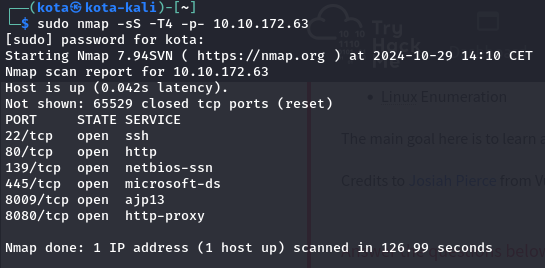 ┌──(kota㉿kota-kali)-[~]
└─$ sudo nmap -sS -T4 -p- 10.10.172.63
[sudo] password for kota:
Starting Nmap 7.94SVN ( https://nmap.org ) at 2024-10-29 14:10 CET
Nmap scan report for 10.10.172.63
Host is up (0.042s latency).
Not shown: 65529 closed tcp ports (reset)
PORT     STATE SERVICE
22/tcp   open  ssh
80/tcp   open  http
139/tcp  open  netbios-ssn
445/tcp  open  microsoft-ds
8009/tcp open  ajp13
8080/tcp open  http-proxy
Nmap done: 1 IP address (1 host up) scanned in 126.99 seconds
Try
Hack
• Linux Enumeration
The main goal here is to learn
Credits to Josiah Pierce from
questions below